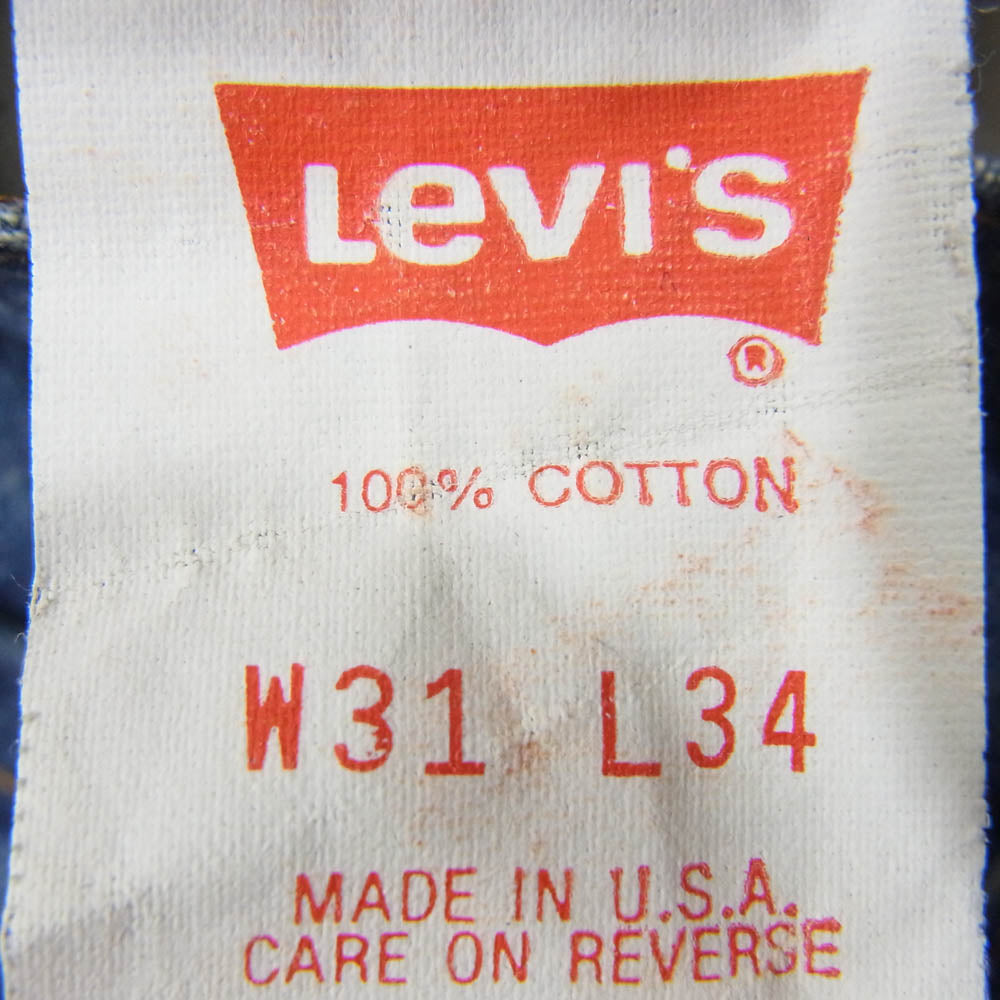 Levi's
®
100% COTTON
W31 L34
MADE IN U.S.A.
CARE ON REVERSE